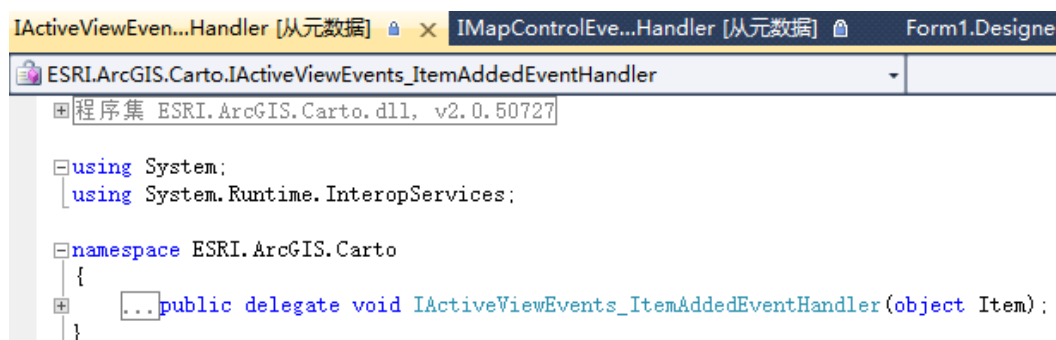 IActiveViewEven...Handler [从元数据] IMapControlEve...Handler [从元数据] Form1.Designe
ESRI.ArcGIS.Carto.IActiveViewEvents_ItemAddedEventHandler
程序集 ESRI.ArcGIS.Carto.dll, v2.0.50727
using System;
using System.Runtime.InteropServices;
namespace ESRI.ArcGIS.Carto
{
...public delegate void IActiveViewEvents_ItemAddedEventHandler(object Item);
}